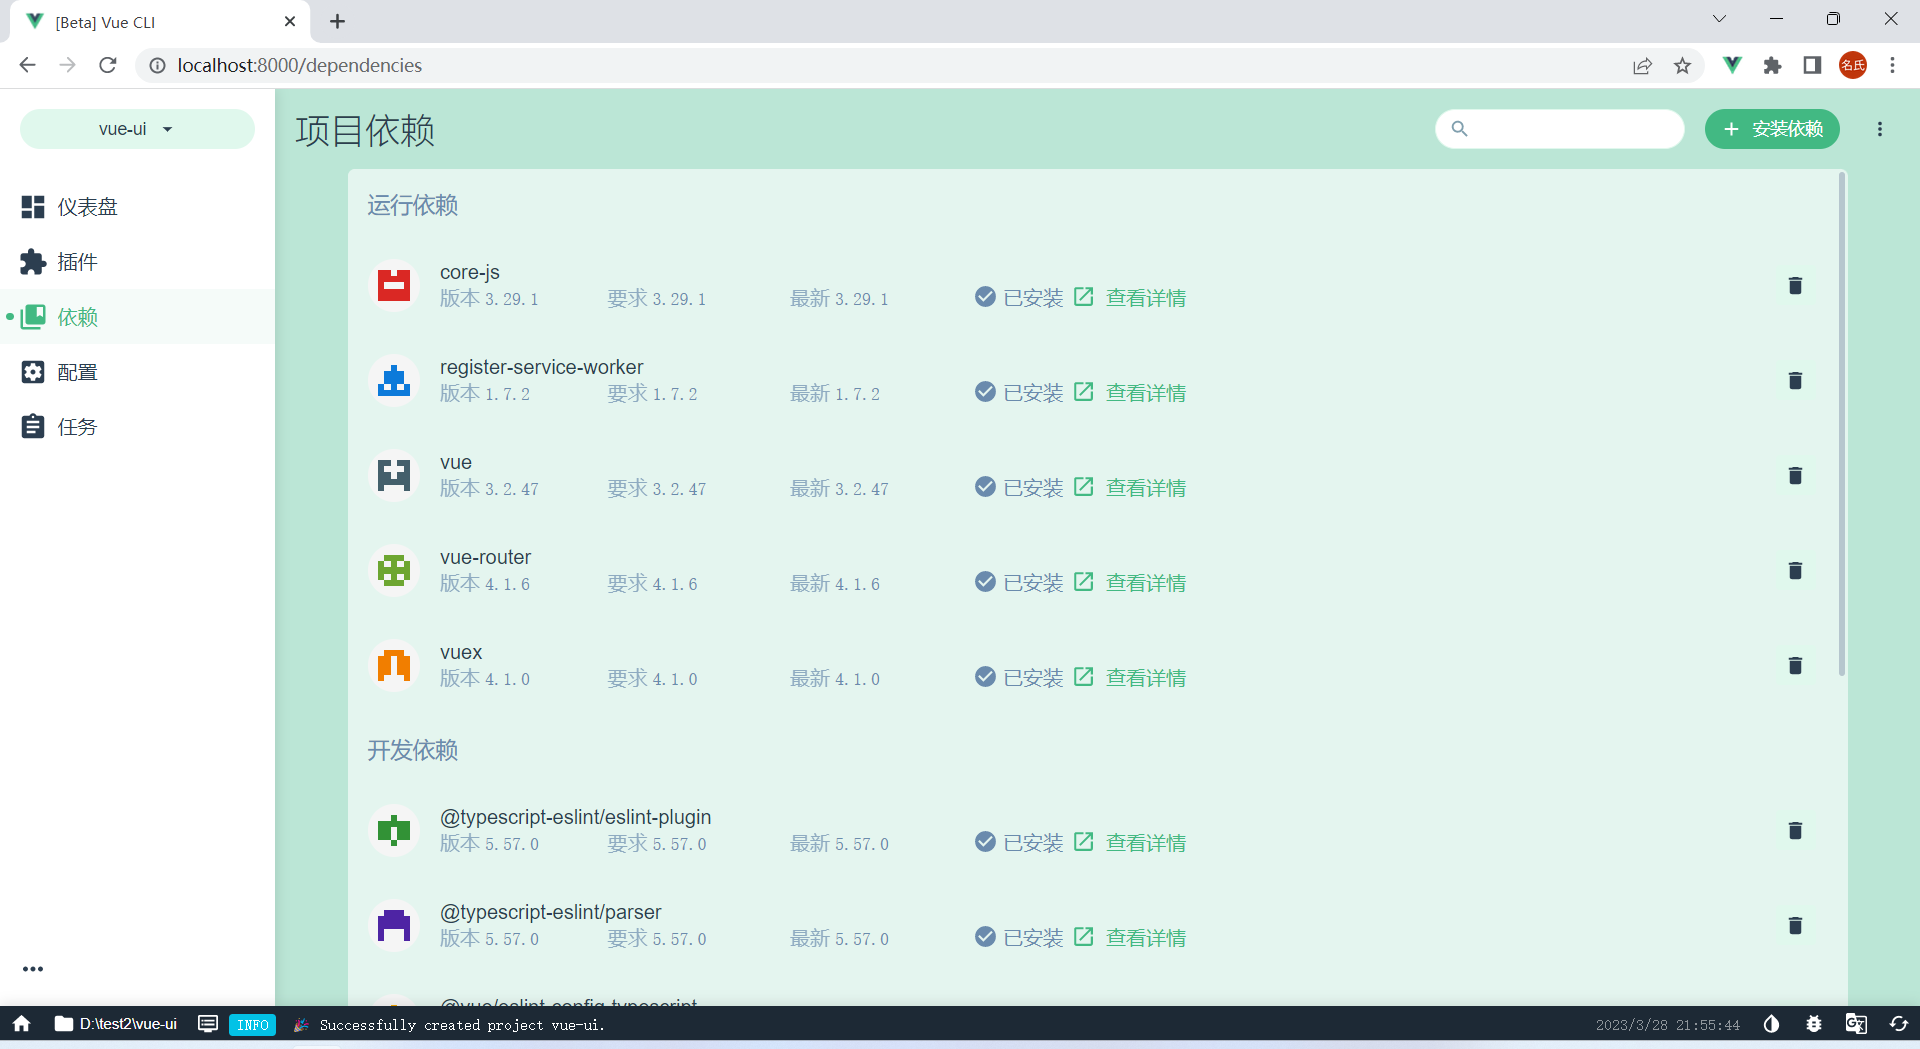 [Beta] Vue CLI
localhost:8000/dependencies
名氏
vue-ui
项目依赖
安装依赖
仪表盘
插件
依赖
配置
任务
运行依赖
core-js
版本 3.29.1 要求 3.29.1 最新 3.29.1 已安装 查看详情
register-service-worker
版本 1.7.2 要求 1.7.2 最新 1.7.2 已安装 查看详情
vue
版本 3.2.47 要求 3.2.47 最新 3.2.47 已安装 查看详情
vue-router
版本 4.1.6 要求 4.1.6 最新 4.1.6 已安装 查看详情
vuex
版本 4.1.0 要求 4.1.0 最新 4.1.0 已安装 查看详情
开发依赖
@typescript-eslint/eslint-plugin
版本 5.57.0 要求 5.57.0 最新 5.57.0 已安装 查看详情
@typescript-eslint/parser
版本 5.57.0 要求 5.57.0 最新 5.57.0 已安装 查看详情
@vue/eslint-config-typescript
D:\test2\vue-ui INFO Successfully created project vue-ui. 2023/3/28 21:55:44